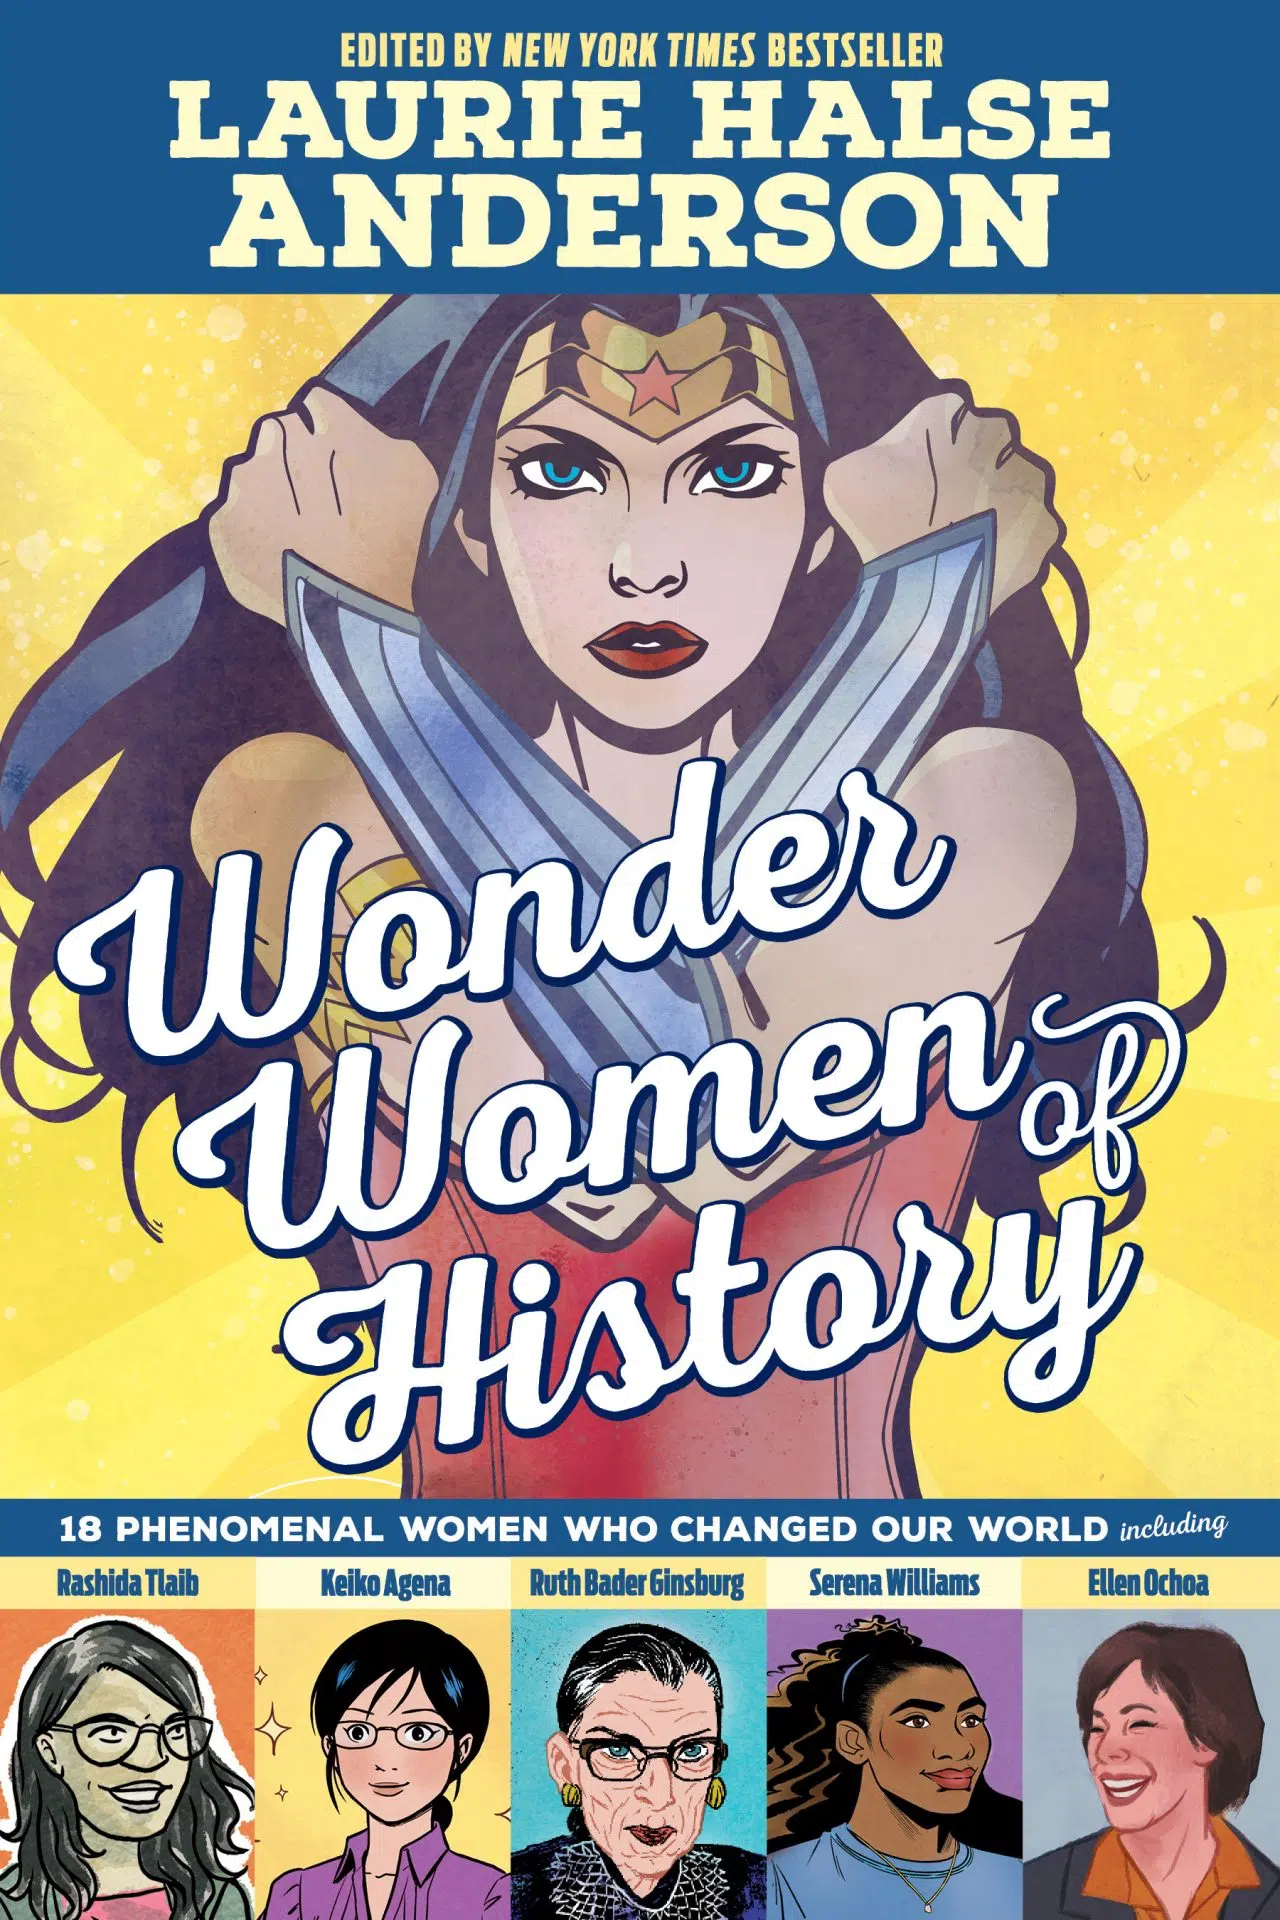 EDITED BY NEW YORK TIMES BESTSELLER
LAURIE HALSE
ANDERSON
Wonder
Women of
History
18 PHENOMENAL WOMEN WHO CHANGED OUR WORLD including
Rashida Tlaib
Keiko Agena
Ruth Bader Ginsburg
Serena Williams
Ellen Ochoa